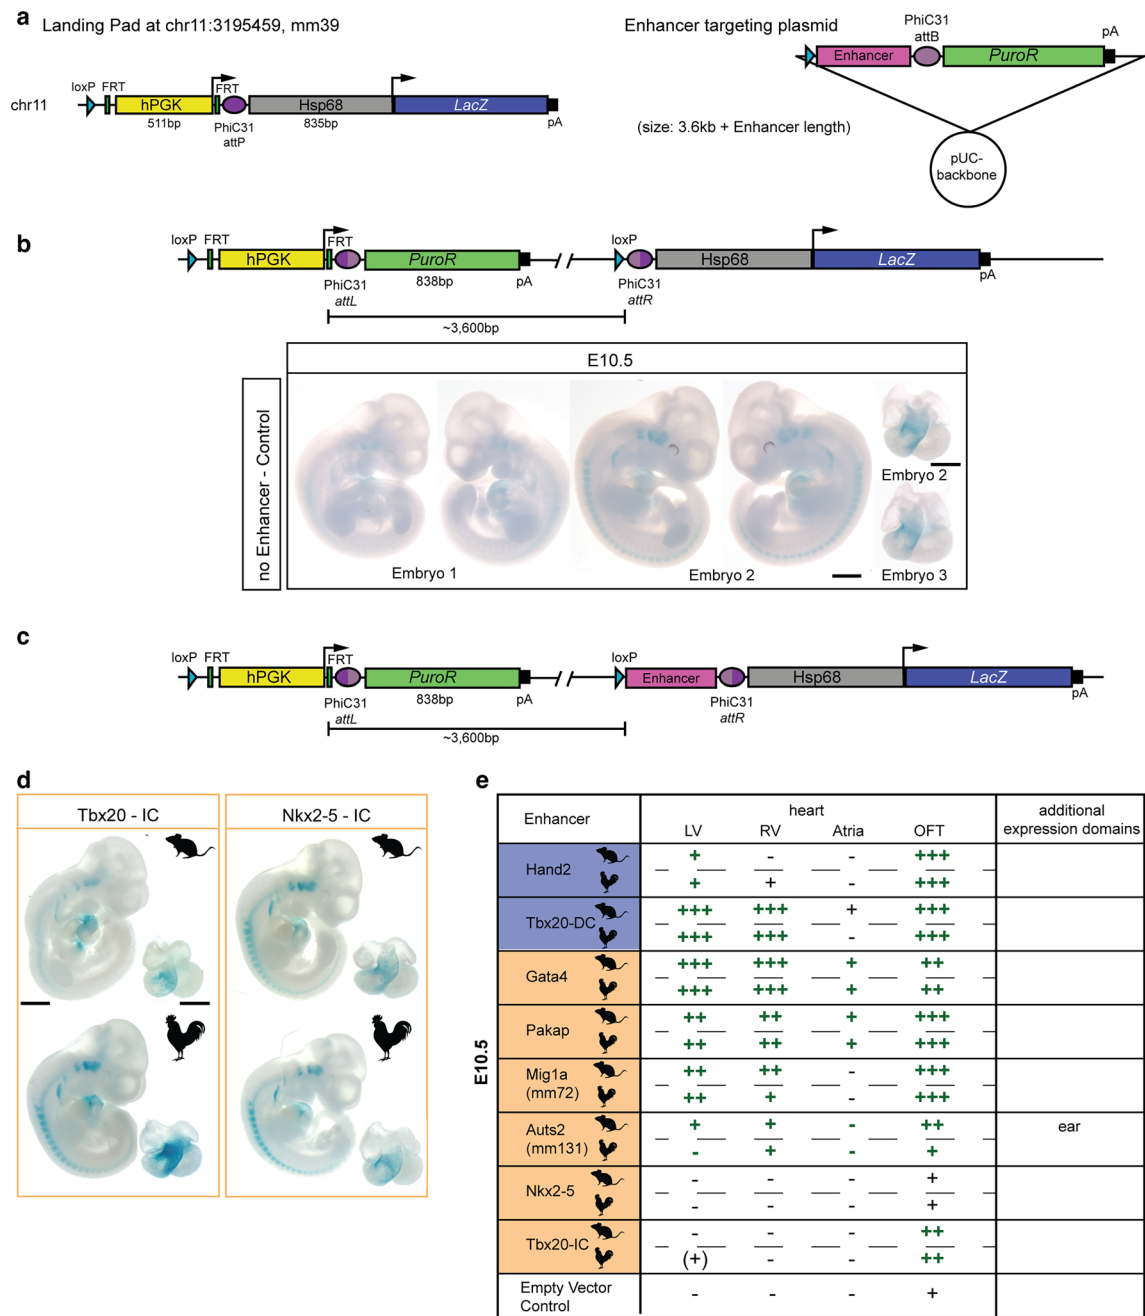 a
Landing Pad at chr11:3195459, mm39
Enhancer targeting plasmid
PhiC31
attB
pA
Enhancer
PuroR
loxP
FRT
FRT
chr11
hPGK
Hsp68
LacZ
511bp
PhiC31
attP
835bp
pA
(size: 3.6kb + Enhancer length)
pUC-
backbone
b
loxP
FRT
FRT
loxP
hPGK
PuroR
Hsp68
LacZ
PhiC31
attL
838bp
pA
PhiC31
attR
pA
~3,600bp
E10.5
no Enhancer - Control
Embryo 1
Embryo 2
Embryo 2
Embryo 3
c
loxP
FRT
FRT
loxP
hPGK
PuroR
Enhancer
Hsp68
LacZ
PhiC31
attL
838bp
pA
PhiC31
attR
pA
~3,600bp
d
Tbx20 - IC
Nkx2-5 - IC
e
Enhancer
heart
additional
expression domains
LV RV Atria OFT
E10.5
Hand2
+ - - +++
+ + - +++
Tbx20-DC
+++ +++ + +++
+++ +++ - +++
Gata4
+++ +++ + ++
+++ +++ + ++
Pakap
++ ++ + +++
++ ++ + +++
Mig1a
(mm72)
++ ++ - +++
++ + - +++
Auts2
(mm131)
+ + - ++
- + - +
ear
Nkx2-5
- - - +
- - - +
Tbx20-IC
- - - ++
(+) - - ++
Empty Vector
Control
- - - +